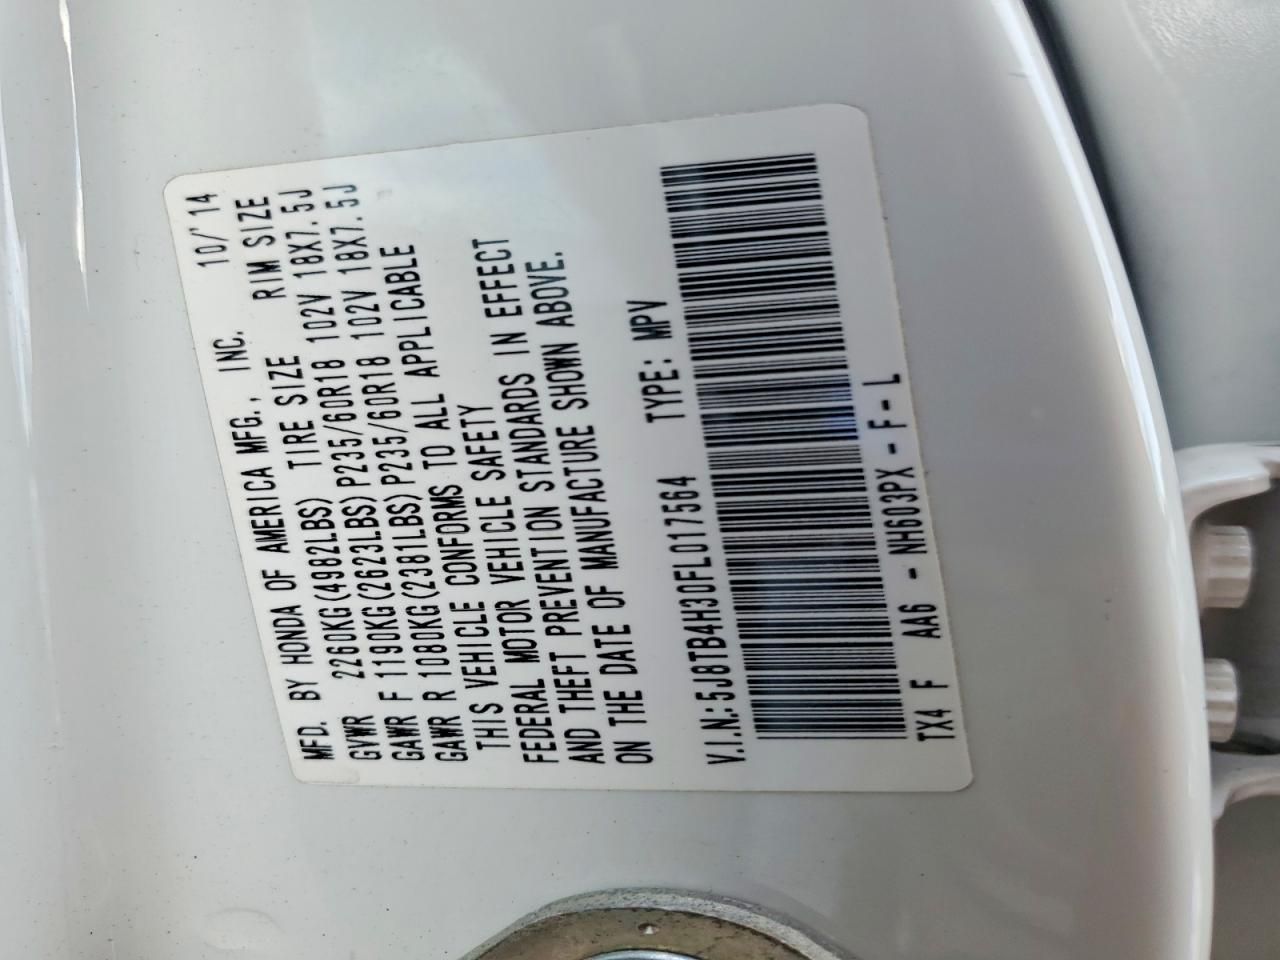 MFD. BY HONDA OF AMERICA MFG., INC. 10/'14
GVWR 2260KG(4982LBS) TIRE SIZE RIM SIZE
GAWR F 1190KG(2623LBS)P235/60R18 102V 18X7.5J
GAWR R 1080KG(2381LBS)P235/60R18 102V 18X7.5J
THIS VEHICLE CONFORMS TO ALL APPLICABLE
FEDERAL MOTOR VEHICLE SAFETY
AND THEFT PREVENTION STANDARDS IN EFFECT
ON THE DATE OF MANUFACTURE SHOWN ABOVE.
V.I.N.:5J8TB4H30FL017564 TYPE: MPV
TX4 F AA6 - NH603PX - F - L